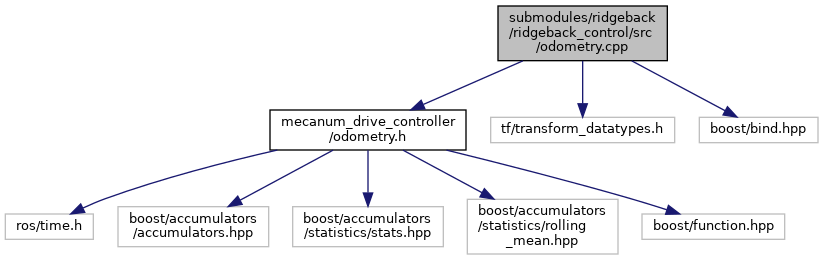 submodules/ridgeback
/ridgeback_control/src
/odometry.cpp
mecanum_drive_controller
/odometry.h
tf/transform_datatypes.h
boost/bind.hpp
ros/time.h
boost/accumulators
/accumulators.hpp
boost/accumulators
/statistics/stats.hpp
boost/accumulators
/statistics/rolling
_mean.hpp
boost/function.hpp